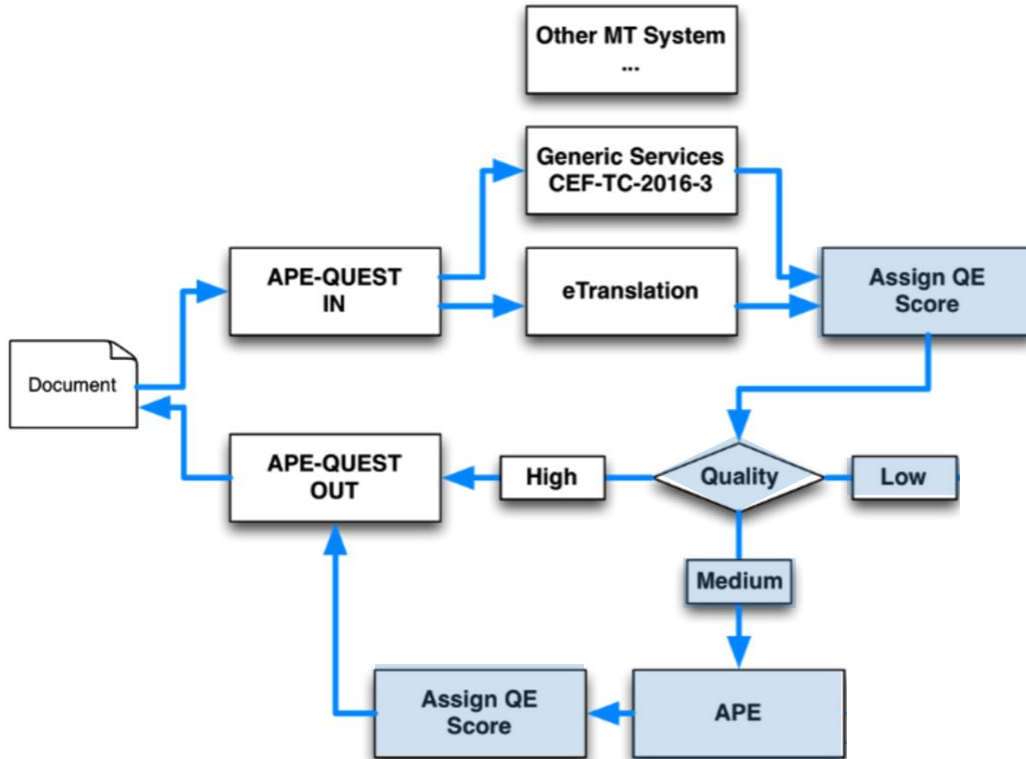 Other MT System
...
Generic Services
CEF-TC-2016-3
APE-QUEST
IN
eTranslation
Assign QE
Score
Document
APE-QUEST
OUT
High
Quality
Low
Medium
Assign QE
Score
APE